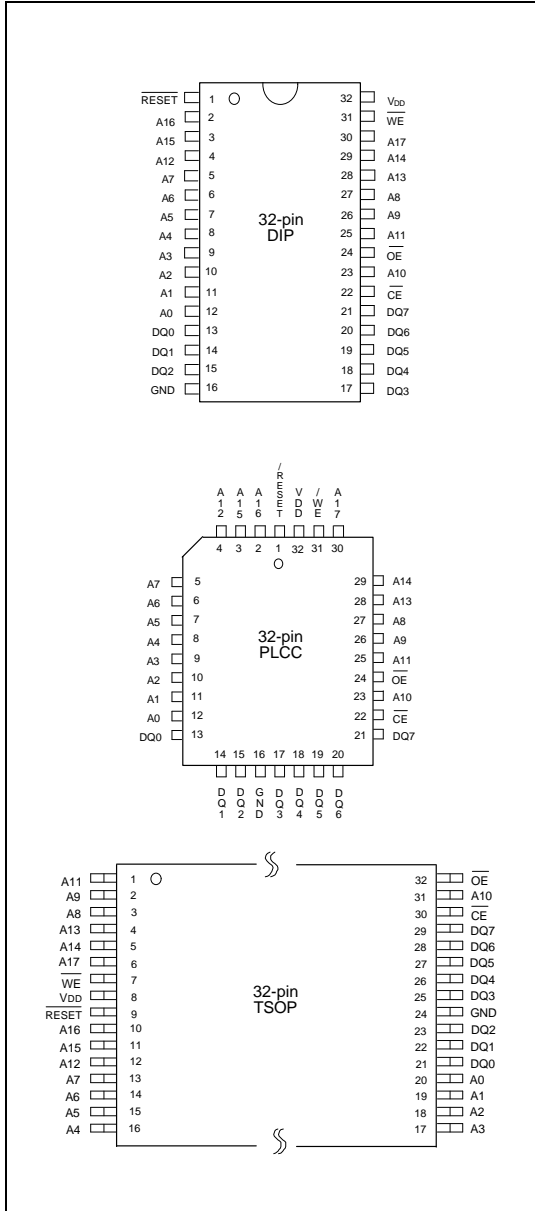 RESET 1 32 VDD
A16 2 31 WE
A15 3 30 A17
A12 4 29 A14
A7 5 28 A13
A6 6 27 A8
A5 7 26 A9
A4 8 25 A11
A3 9 24 OE
A2 10 23 A10
A1 11 22 CE
A0 12 21 DQ7
DQ0 13 20 DQ6
DQ1 14 19 DQ5
DQ2 15 18 DQ4
GND 16 17 DQ3
32-pin
DIP
A12 A15 A16 /RESET VDD /WE A17
4 3 2 1 32 31 30
A7 5 29 A14
A6 6 28 A13
A5 7 27 A8
A4 8 26 A9
A3 9 25 A11
A2 10 24 OE
A1 11 23 A10
A0 12 22 CE
DQ0 13 21 DQ7
32-pin
PLCC
14 15 16 17 18 19 20
DQ1 DQ2 GND DQ3 DQ4 DQ5 DQ6
A11 1 32 OE
A9 2 31 A10
A8 3 30 CE
A13 4 29 DQ7
A14 5 28 DQ6
A17 6 27 DQ5
WE 7 26 DQ4
VDD 8 25 DQ3
RESET 9 24 GND
A16 10 23 DQ2
A15 11 22 DQ1
A12 12 21 DQ0
A7 13 20 A0
A6 14 19 A1
A5 15 18 A2
A4 16 17 A3
32-pin
TSOP